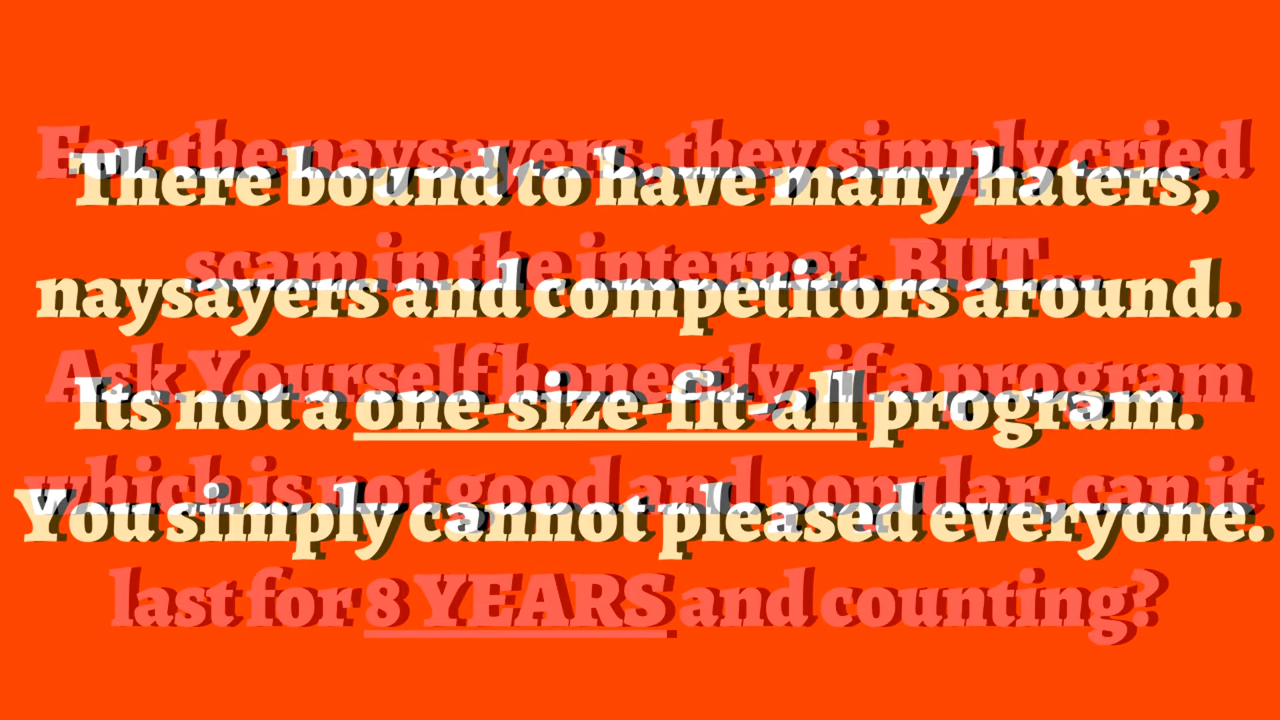 For the naysayers, they simply cried
There bound to have many haters,
scam in the internet. BUT...
naysayers and competitors around.
Ask Yourself honestly, if a program
Its not a one-size-fit-all program.
which is not good and popular, can it
You simply cannot pleased everyone.
last for 8 YEARS and counting?